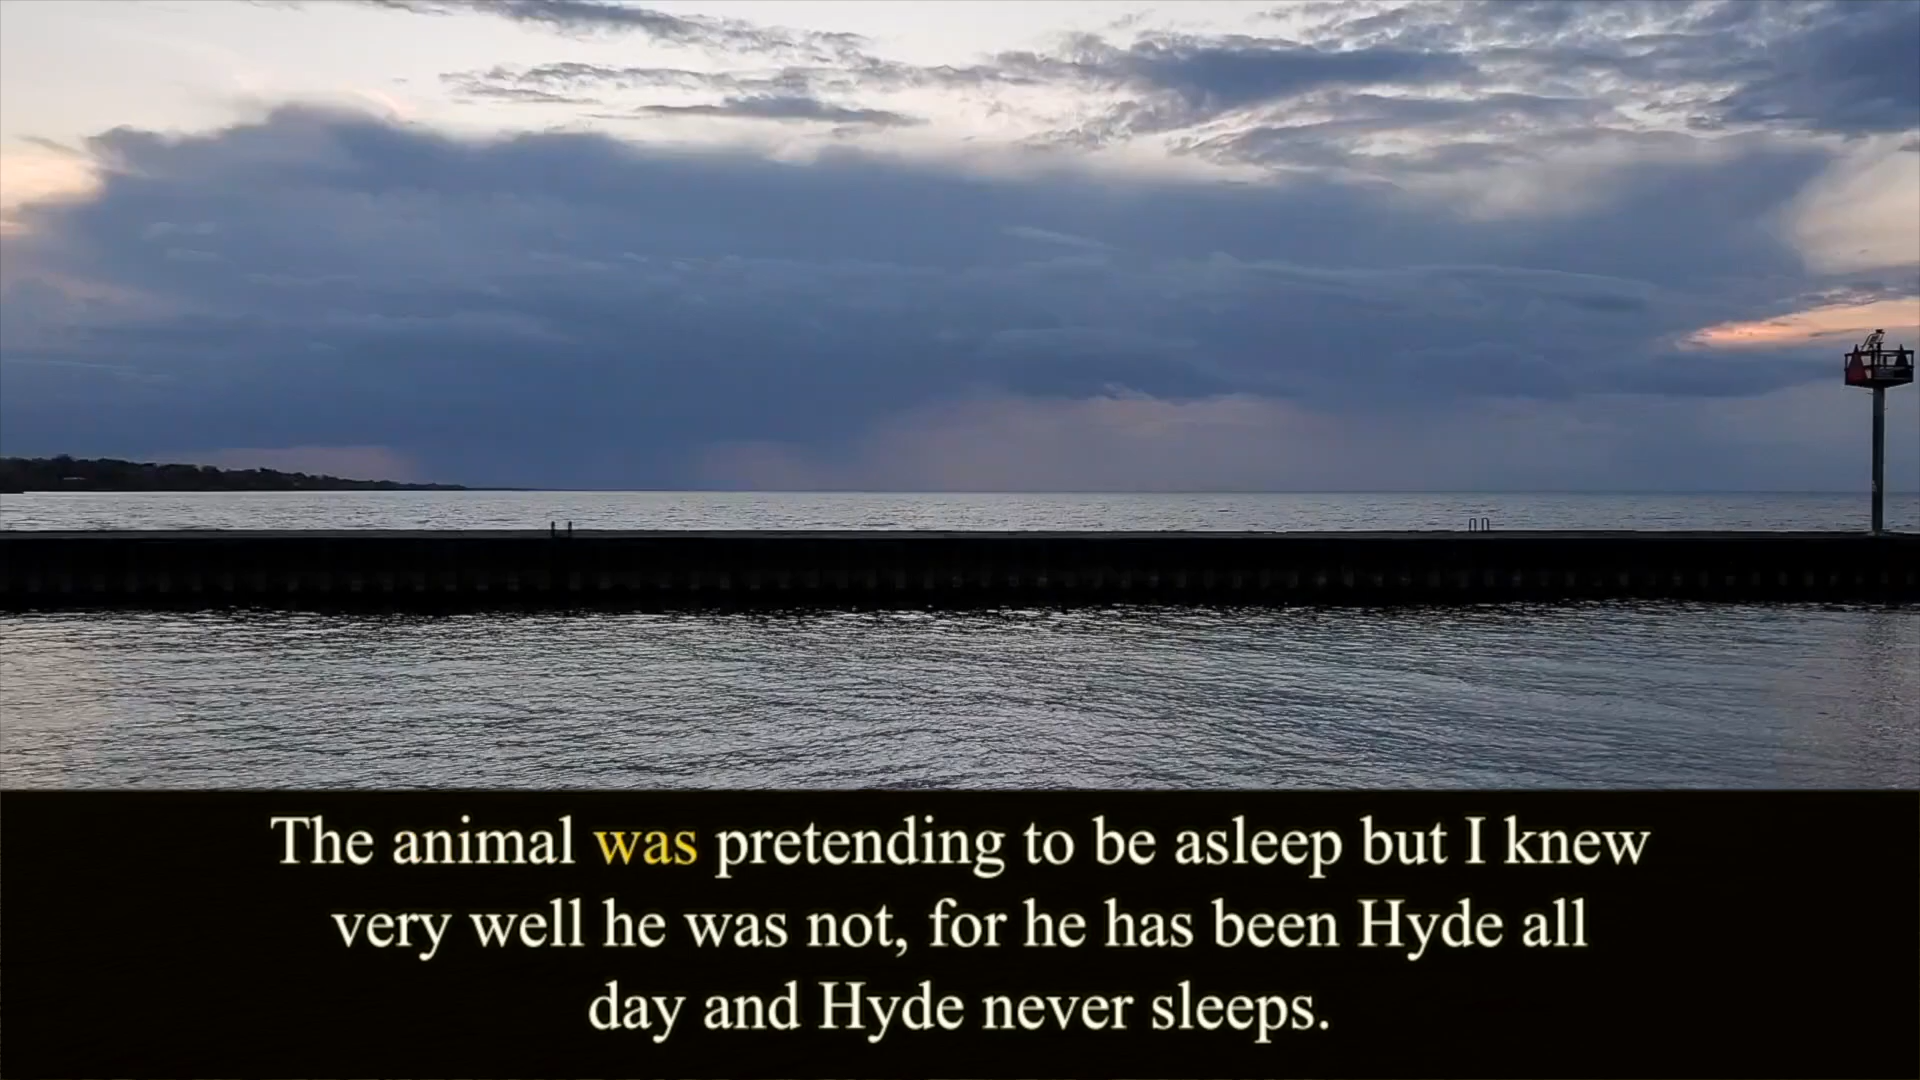 The animal was pretending to be asleep but I knew
very well he was not, for he has been Hyde all
day and Hyde never sleeps.